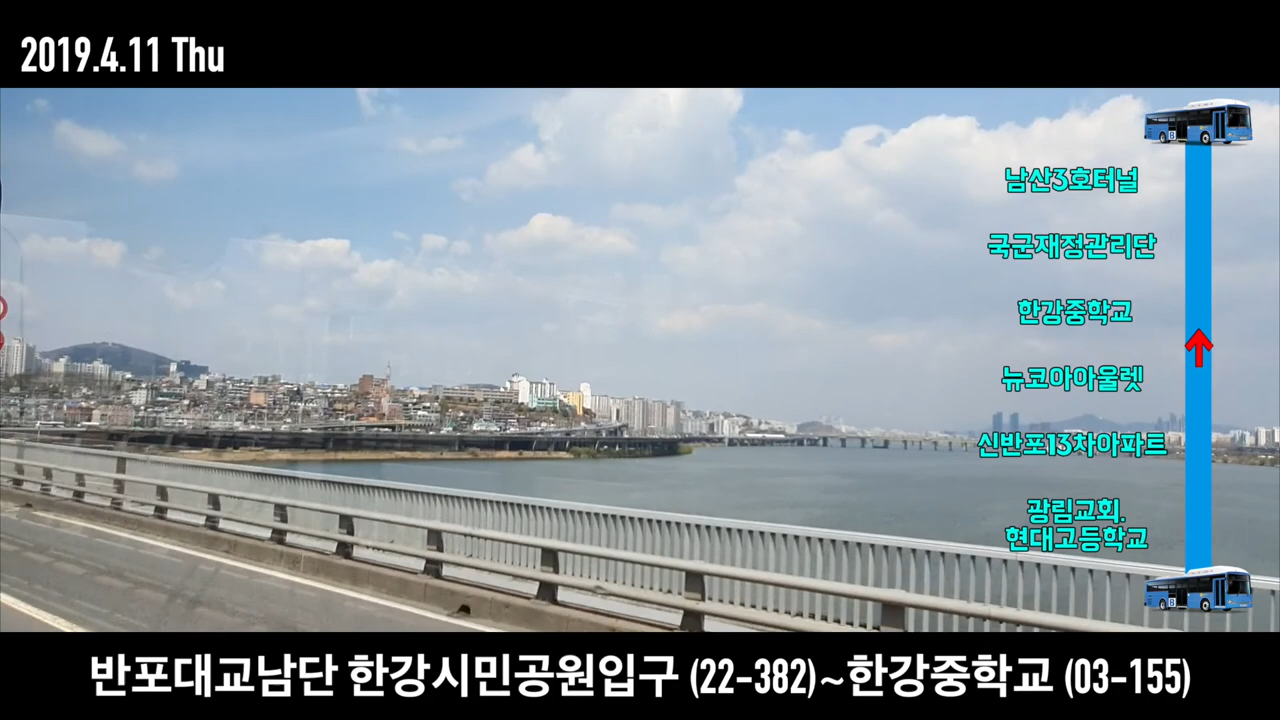 2019.4.11 Thu
남산3호터널
국군재정관리단
한강중학교
뉴코아아울렛
신반포13차아파트
광림교회.
현대고등학교
반포대교남단 한강시민공원입구 (22-382)~한강중학교 (03-155)